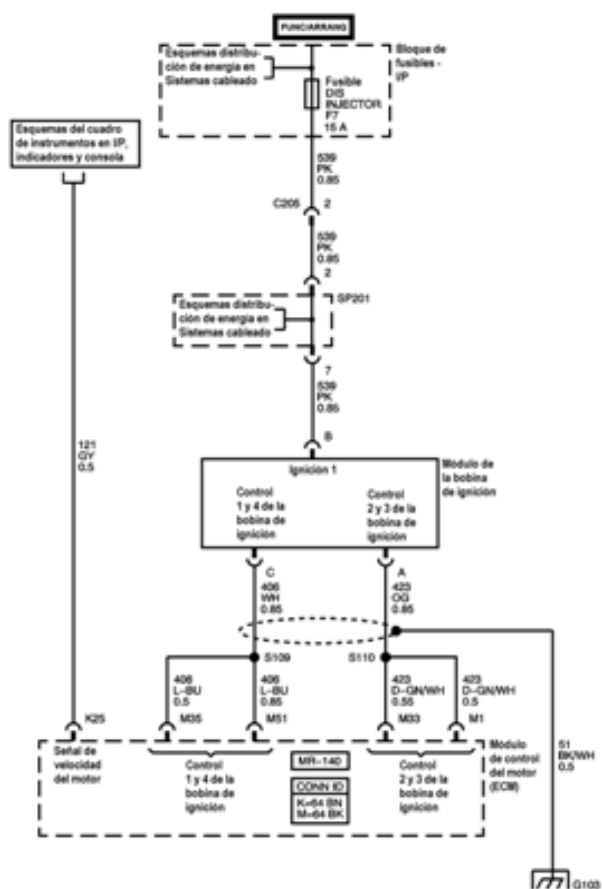 FUNC/ARRANQ
Esquemas distribu-
ción de energía en
Sistemas cableado
Fusible
DIS
INJECTOR
F7
15 A
Bloque de
fusibles -
I/P
Esquemas del cuadro
de instrumentos en I/P,
indicadores y consola
539
PK
0.85
C205
2
539
PK
0.85
2
SP201
Esquemas distribu-
ción de energía en
Sistemas cableado
7
539
PK
0.85
B
121
GY
0.5
Ignición 1
Control
1 y 4 de la
bobina de
ignición
Control
2 y 3 de la
bobina de
ignición
Módulo de
la bobina
de ignición
C
406
WH
0.85
A
423
OG
0.85
S109
S110
406
L-BU
0.5
406
L-BU
0.85
423
D-GN/WH
0.55
423
D-GN/WH
0.5
K25
M35
M51
M33
M1
51
BK/WH
0.5
Señal de
velocidad
del motor
Control
1 y 4 de la
bobina de
ignición
MR-140
CONN ID
K=64 BN
M=64 BK
Control
2 y 3 de la
bobina de
ignición
Módulo
de control
del motor
(ECM)
G103